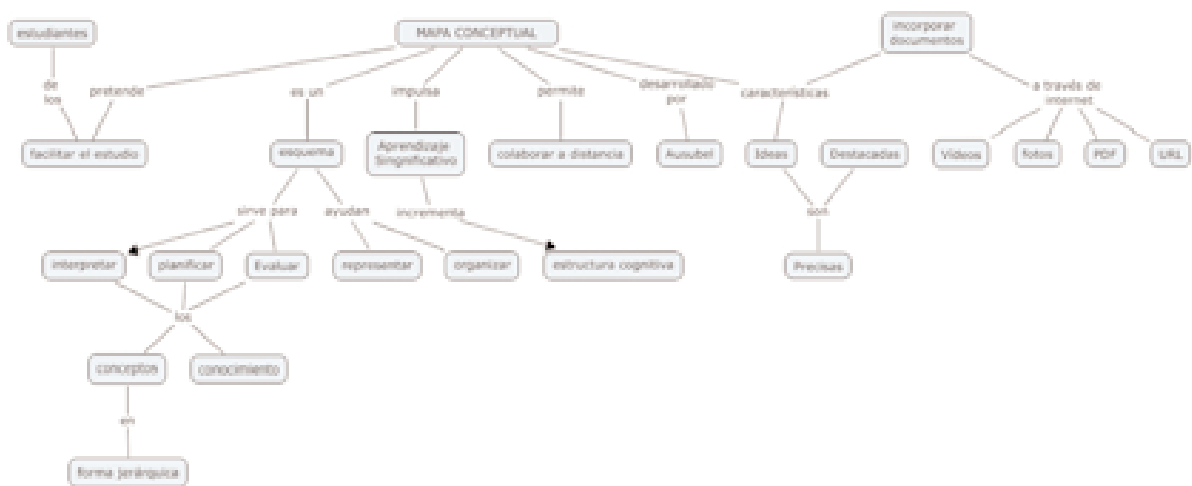 estudiantes
MAPA CONCEPTUAL
incorporar
documentos
de
los
pretende
es un
impulsa
permite
desarrollado
por
características
a través de
internet
facilitar el estudio
esquema
Aprendizaje
Singnificativo
colaborar a distancia
Ausubel
Ideas
Destacadas
Vídeos
fotos
PDF
URL
sirve para
ayudan
incrementa
son
interpretar
planificar
Evaluar
representar
organizar
estructura cognitiva
Precisas
los
conceptos
conocimiento
en
forma jerárquica